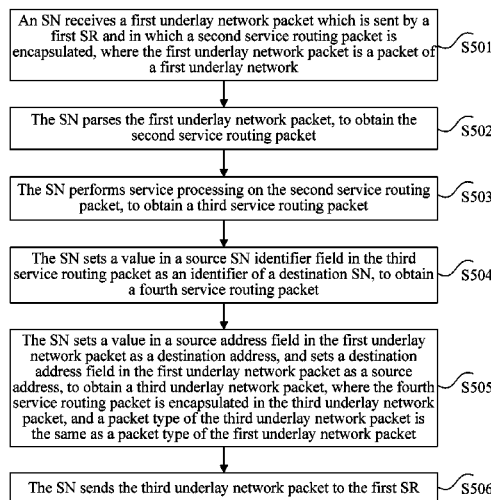 An SN receives a first underlay network packet which is sent by a
first SR and in which a second service routing packet is
encapsulated, where the first underlay network packet is a packet of
a first underlay network
S501
The SN parses the first underlay network packet, to obtain the
second service routing packet
S502
The SN performs service processing on the second service routing
packet, to obtain a third service routing packet
S503
The SN sets a value in a source SN identifier field in the third
service routing packet as an identifier of a destination SN, to obtain
a fourth service routing packet
S504
The SN sets a value in a source address field in the first underlay
network packet as a destination address, and sets a destination
address field in the first underlay network packet as a source
address, to obtain a third underlay network packet, where the fourth
service routing packet is encapsulated in the third underlay network
packet, and a packet type of the third underlay network packet is
the same as a packet type of the first underlay network packet
S505
The SN sends the third underlay network packet to the first SR
S506